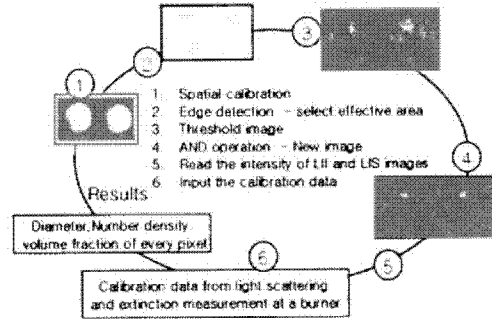 1
2
3
1. Spatial calibration
2. Edge detection - select effective area
3 Threshold image
4. AND operation - New image
5. Read the intensity of LII and LIS images
6 Input the calibration data
4
Results
Diameter, Number density
volume fraction of every pixel
5
6
Calibration data from light scattering
and extinction measurement at a burner